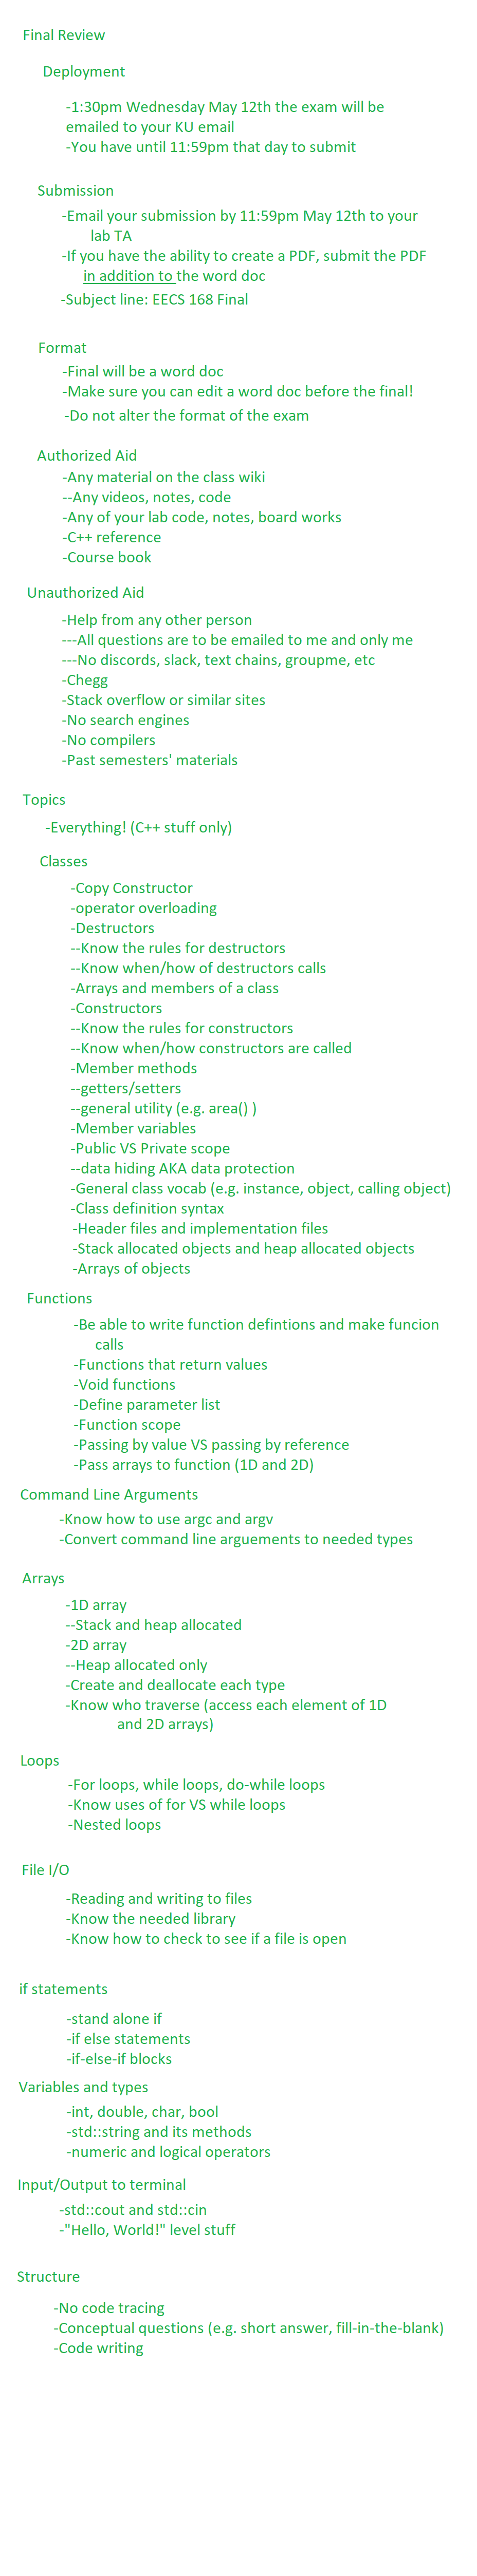 Final Review
Deployment
-1:30pm Wednesday May 12th the exam will be
emailed to your KU email
-You have until 11:59pm that day to submit
Submission
-Email your submission by 11:59pm May 12th to your
lab TA
-If you have the ability to create a PDF, submit the PDF
in addition to the word doc
-Subject line: EECS 168 Final
Format
-Final will be a word doc
-Make sure you can edit a word doc before the final!
-Do not alter the format of the exam
Authorized Aid
-Any material on the class wiki
--Any videos, notes, code
-Any of your lab code, notes, board works
-C++ reference
-Course book
Unauthorized Aid
-Help from any other person
---All questions are to be emailed to me and only me
---No discords, slack, text chains, groupme, etc
-Chegg
-Stack overflow or similar sites
-No search engines
-No compilers
-Past semesters' materials
Topics
-Everything! (C++ stuff only)
Classes
-Copy Constructor
-operator overloading
-Destructors
--Know the rules for destructors
--Know when/how of destructors calls
-Arrays and members of a class
-Constructors
--Know the rules for constructors
--Know when/how constructors are called
-Member methods
--getters/setters
--general utility (e.g. area() )
-Member variables
-Public VS Private scope
--data hiding AKA data protection
-General class vocab (e.g. instance, object, calling object)
-Class definition syntax
-Header files and implementation files
-Stack allocated objects and heap allocated objects
-Arrays of objects
Functions
-Be able to write function defintions and make funcion
calls
-Functions that return values
-Void functions
-Define parameter list
-Function scope
-Passing by value VS passing by reference
-Pass arrays to function (1D and 2D)
Command Line Arguments
-Know how to use argc and argv
-Convert command line arguements to needed types
Arrays
-1D array
--Stack and heap allocated
-2D array
--Heap allocated only
-Create and deallocate each type
-Know who traverse (access each element of 1D
and 2D arrays)
Loops
-For loops, while loops, do-while loops
-Know uses of for VS while loops
-Nested loops
File I/O
-Reading and writing to files
-Know the needed library
-Know how to check to see if a file is open
if statements
-stand alone if
-if else statements
-if-else-if blocks
Variables and types
-int, double, char, bool
-std::string and its methods
-numeric and logical operators
Input/Output to terminal
-std::cout and std::cin
-"Hello, World!" level stuff
Structure
-No code tracing
-Conceptual questions (e.g. short answer, fill-in-the-blank)
-Code writing